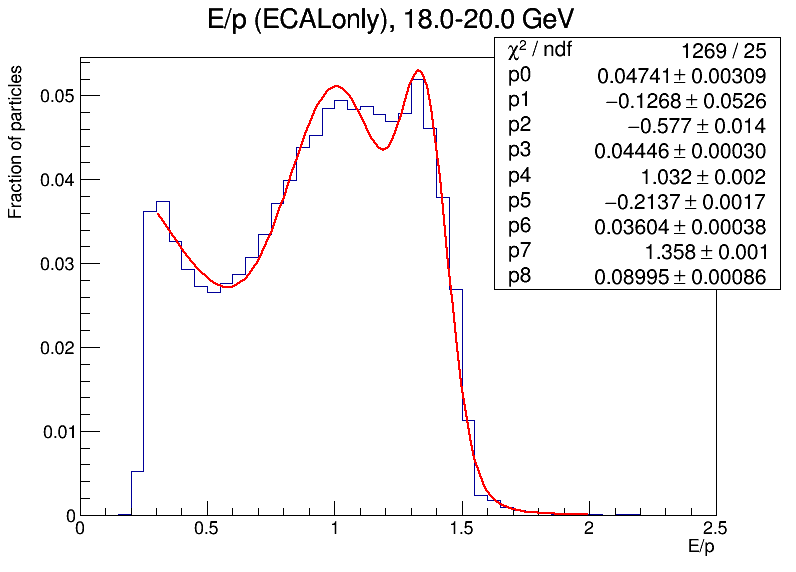 E/p (ECALonly), 18.0-20.0 GeV
χ² / ndf 1269 / 25
p0 0.04741 ± 0.00309
p1 −0.1268 ± 0.0526
p2 −0.577 ± 0.014
p3 0.04446 ± 0.00030
p4 1.032 ± 0.002
p5 −0.2137 ± 0.0017
p6 0.03604 ± 0.00038
p7 1.358 ± 0.001
p8 0.08995 ± 0.00086
Fraction of particles
0.05
0.04
0.03
0.02
0.01
0
0 0.5 1 1.5 2 2.5
E/p